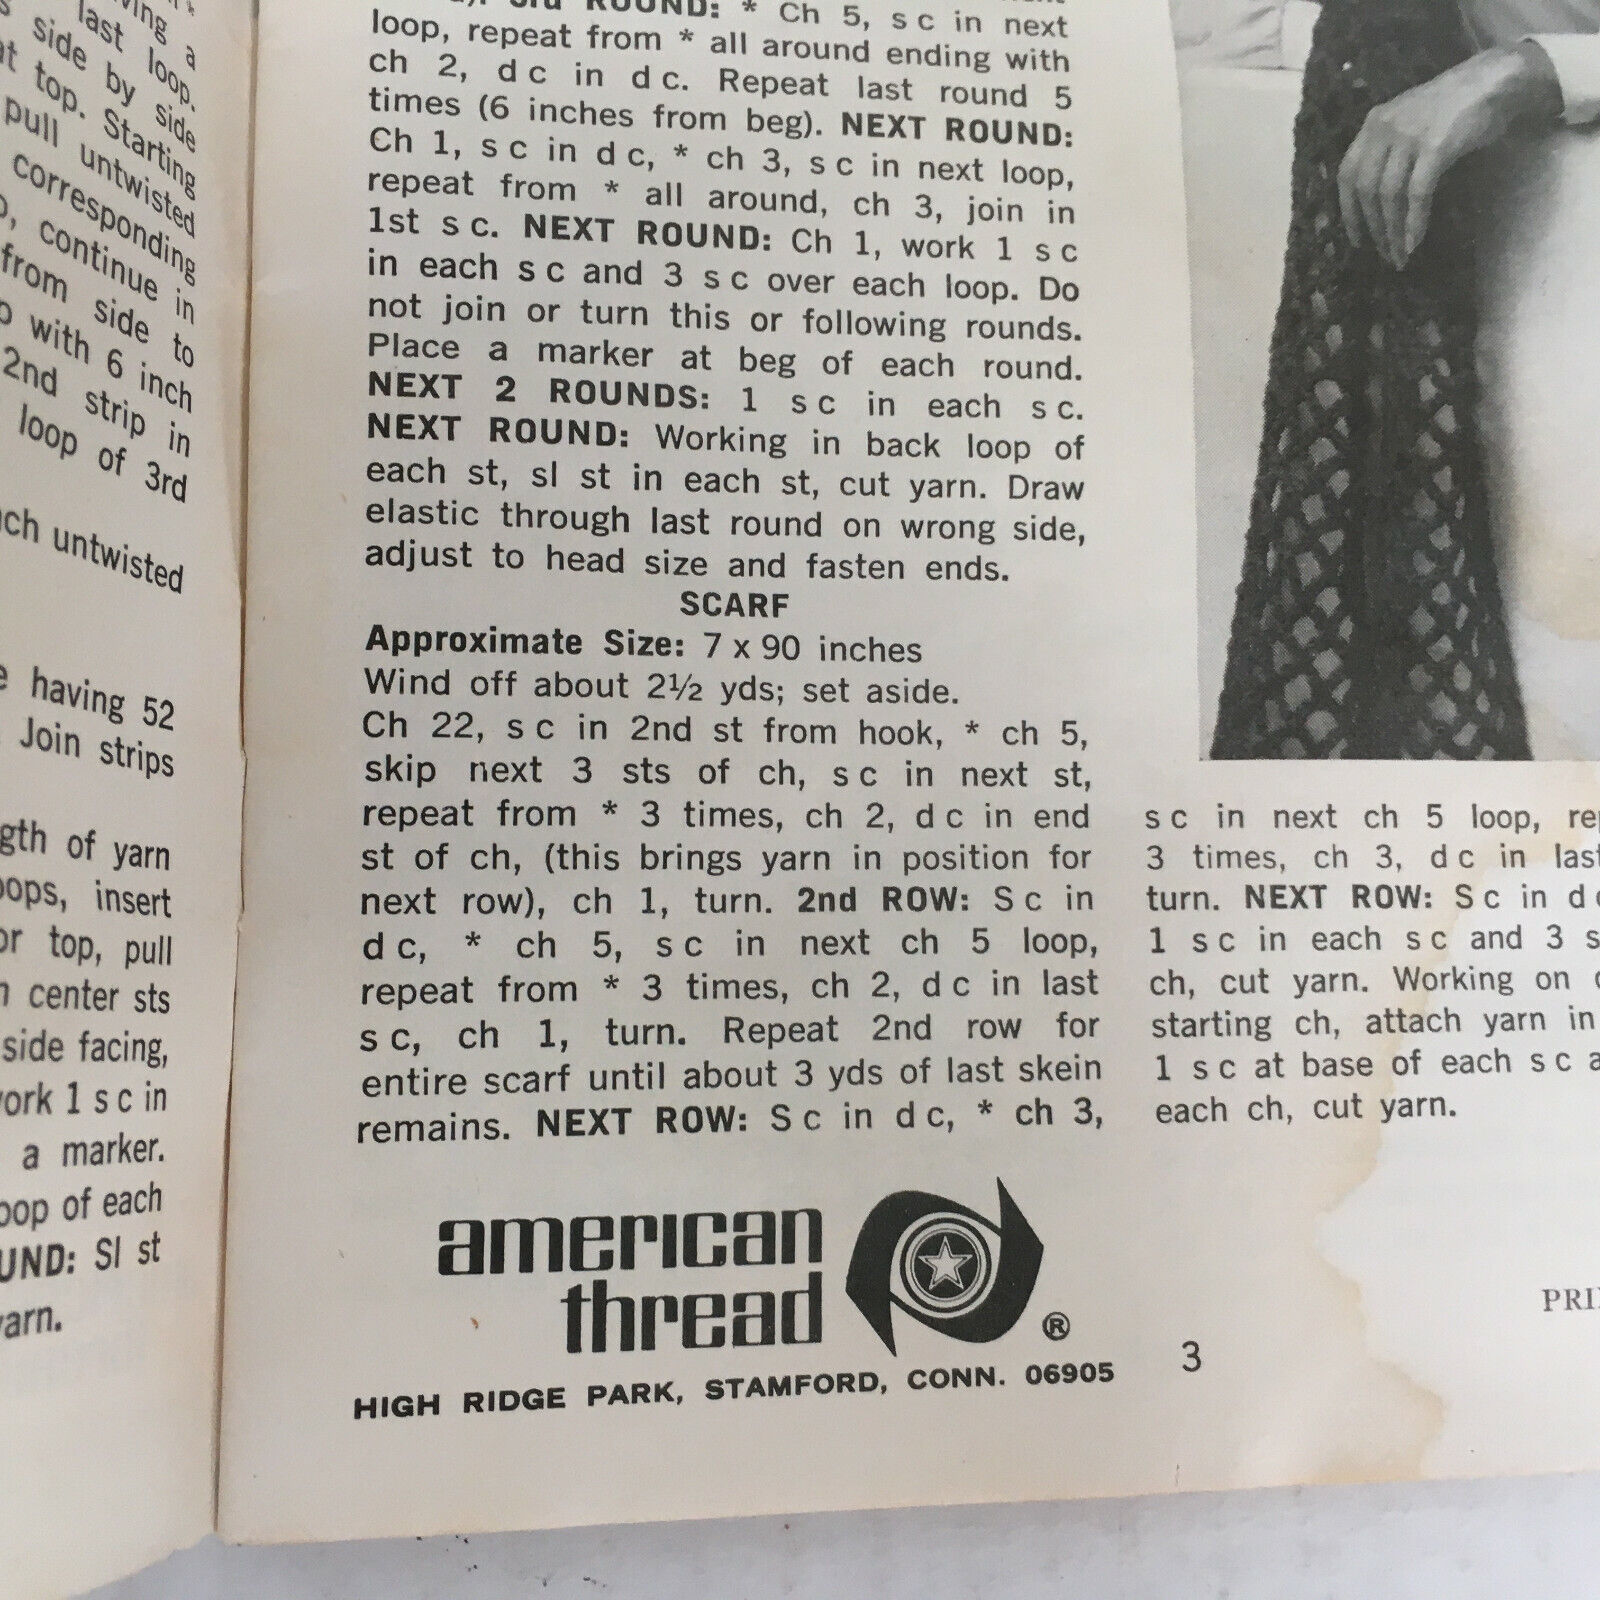 a
last loop.
side by side
top. Starting
pull untwisted
corresponding
continue in
from side to
with 6 inch
2nd strip in
loop of 3rd
untwisted
having 52
Join strips
of yarn
insert
top, pull
center sts
side facing,
1 s c in
a marker.
of each
Sl st
3rd ROUND: * Ch 5, s c in next
loop, repeat from * all around ending with
ch 2, d c in d c. Repeat last round 5
times (6 inches from beg). NEXT ROUND:
Ch 1, s c in d c, * ch 3, s c in next loop,
repeat from * all around, ch 3, join in
1st s c. NEXT ROUND: Ch 1, work 1 s c
in each s c and 3 s c over each loop. Do
not join or turn this or following rounds.
Place a marker at beg of each round.
NEXT 2 ROUNDS: 1 s c in each s c.
NEXT ROUND: Working in back loop of
each st, sl st in each st, cut yarn. Draw
elastic through last round on wrong side,
adjust to head size and fasten ends.
SCARF
Approximate Size: 7 x 90 inches
Wind off about 2½ yds; set aside.
Ch 22, s c in 2nd st from hook, * ch 5,
skip next 3 sts of ch, s c in next st,
repeat from * 3 times, ch 2, d c in end
st of ch, (this brings yarn in position for
next row), ch 1, turn. 2nd ROW: S c in
d c, * ch 5, s c in next ch 5 loop,
repeat from * 3 times, ch 2, d c in last
s c, ch 1, turn. Repeat 2nd row for
entire scarf until about 3 yds of last skein
remains. NEXT ROW: S c in d c, * ch 3,
s c in next ch 5 loop,
3 times, ch 3, d c in last
turn. NEXT ROW: S c in
1 s c in each s c and 3
ch, cut yarn. Working on
starting ch, attach yarn in
1 s c at base of each s c
each ch, cut yarn.
american
thread
®
HIGH RIDGE PARK, STAMFORD, CONN. 06905
3